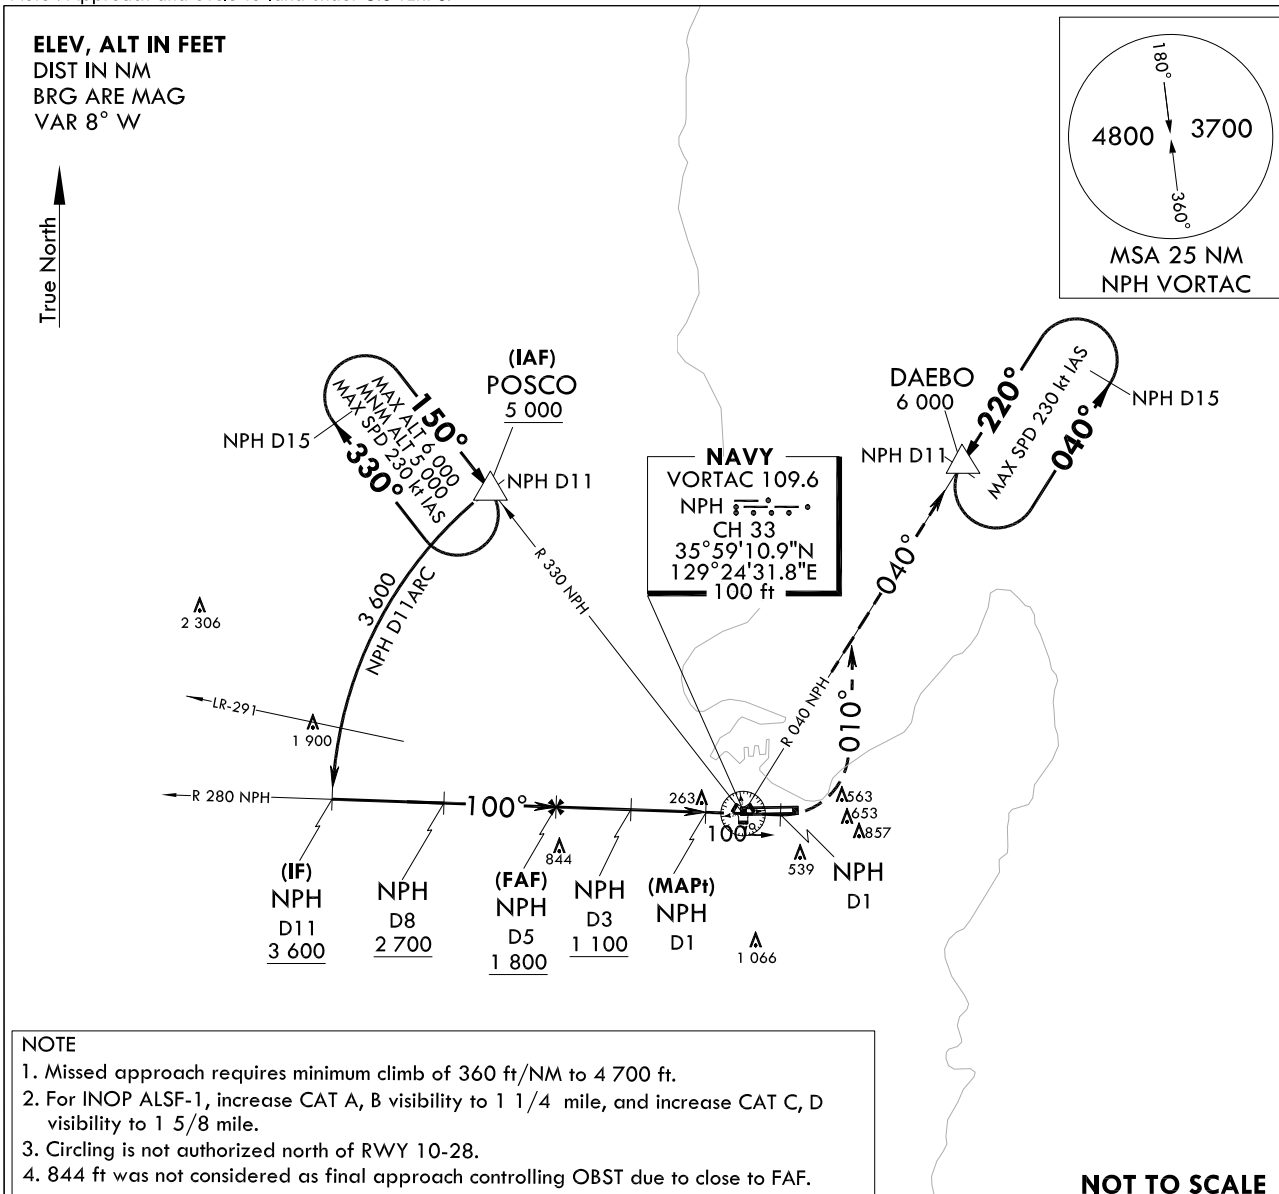 ELEV, ALT IN FEET
DIST IN NM
BRG ARE MAG
VAR 8° W
True North
180°
4800
3700
360°
MSA 25 NM
NPH VORTAC
(IAF)
POSCO
5 000
MAX ALT 6 000
MNM ALT 5 000
MAX SPD 230 kt IAS
150°
330°
NPH D15
NPH D11
DAEBO
6 000
NPH D11
220°
MAX SPD 230 kt IAS
040°
NPH D15
NAVY
VORTAC 109.6
NPH
CH 33
35°59'10.9"N
129°24'31.8"E
100 ft
R 330 NPH
040°
3 600
NPH D11ARC
2 306
LR-291
1 900
R 040 NPH
010°
R 280 NPH
100°
263
100°
563
653
857
844
539
NPH
D1
(IF)
NPH
D11
3 600
NPH
D8
2 700
(FAF)
NPH
D5
1 800
NPH
D3
1 100
(MAPt)
NPH
D1
1 066
NOTE
1. Missed approach requires minimum climb of 360 ft/NM to 4 700 ft.
2. For INOP ALSF-1, increase CAT A, B visibility to 1 1/4 mile, and increase CAT C, D
visibility to 1 5/8 mile.
3. Circling is not authorized north of RWY 10-28.
4. 844 ft was not considered as final approach controlling OBST due to close to FAF.
NOT TO SCALE